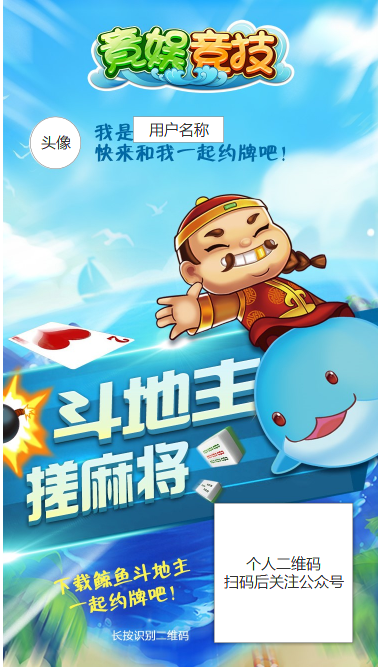 竟娱竞技
头像
我是 用户名称
快来和我一起约牌吧!
2
斗地主
搓麻将
下载鲸鱼斗地主
一起约牌吧!
长按识别二维码
个人二维码
扫码后关注公众号